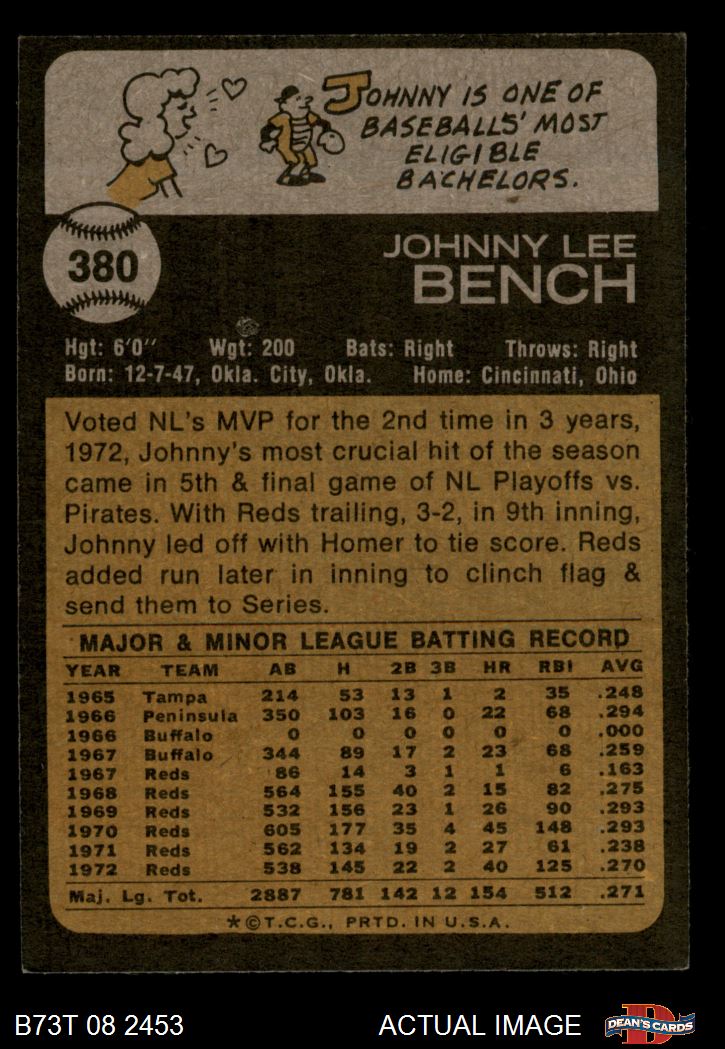 JOHNNY IS ONE OF
BASEBALLS' MOST
ELIGIBLE
BACHELORS.
380
JOHNNY LEE
BENCH
Hgt: 6'0" Wgt: 200 Bats: Right Throws: Right
Born: 12-7-47, Okla. City, Okla. Home: Cincinnati, Ohio
Voted NL's MVP for the 2nd time in 3 years,
1972, Johnny's most crucial hit of the season
came in 5th & final game of NL Playoffs vs.
Pirates. With Reds trailing, 3-2, in 9th inning,
Johnny led off with Homer to tie score. Reds
added run later in inning to clinch flag &
send them to Series.
MAJOR & MINOR LEAGUE BATTING RECORD
YEAR TEAM AB H 2B 3B HR RBI AVG
1965 Tampa 214 53 13 1 2 35 .248
1966 Peninsula 350 103 16 0 22 68 .294
1966 Buffalo 0 0 0 0 0 0 .000
1967 Buffalo 344 89 17 2 23 68 .259
1967 Reds 86 14 3 1 1 6 .163
1968 Reds 564 155 40 2 15 82 .275
1969 Reds 532 156 23 1 26 90 .293
1970 Reds 605 177 35 4 45 148 .293
1971 Reds 562 134 19 2 27 61 .238
1972 Reds 538 145 22 2 40 125 .270
Maj. Lg. Tot. 2887 781 142 12 154 512 .271
*©T.C.G., PRTD. IN U.S.A.
B73T 08 2453 ACTUAL IMAGE
D
DEAN'S CARDS